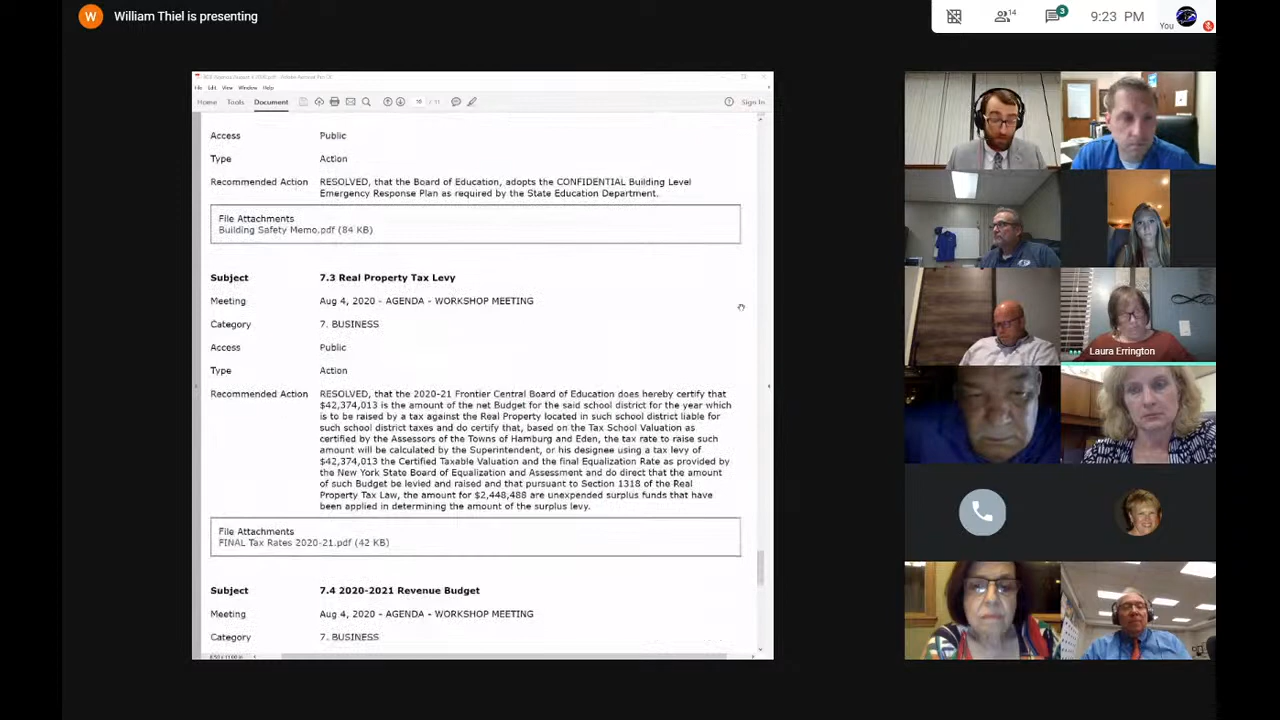 W William Thiel is presenting
14
3
9:23 PM
You
File Edit View Window Help
Home Tools Document
Sign In
Access Public
Type Action
Recommended Action RESOLVED, that the Board of Education, adopts the CONFIDENTIAL Building Level
Emergency Response Plan as required by the State Education Department.
File Attachments
Building Safety Memo.pdf (84 KB)
Subject 7.3 Real Property Tax Levy
Meeting Aug 4, 2020 - AGENDA - WORKSHOP MEETING
Category 7. BUSINESS
Access Public
Type Action
Recommended Action RESOLVED, that the 2020-21 Frontier Central Board of Education does hereby certify that
$42,374,013 is the amount of the net Budget for the said school district for the year which
is to be raised by a tax against the Real Property located in such school district liable for
such school district taxes and do certify that, based on the Tax School Valuation as
certified by the Assessors of the Towns of Hamburg and Eden, the tax rate to raise such
amount will be calculated by the Superintendent, or his designee using a tax levy of
$42,374,013 the Certified Taxable Valuation and the final Equalization Rate as provided by
the New York State Board of Equalization and Assessment and do direct that the amount
of such Budget be levied and raised and that pursuant to Section 1318 of the Real
Property Tax Law, the amount for $2,448,488 are unexpended surplus funds that have
been applied in determining the amount of the surplus levy.
File Attachments
FINAL Tax Rates 2020-21.pdf (42 KB)
Subject 7.4 2020-2021 Revenue Budget
Meeting Aug 4, 2020 - AGENDA - WORKSHOP MEETING
Category 7. BUSINESS
Laura Errington